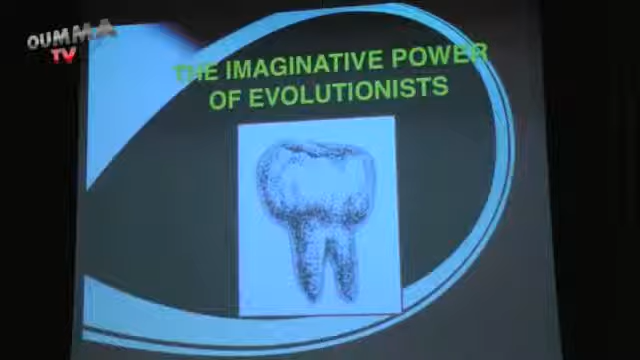 OUMMA
TV
THE IMAGINATIVE POWER
OF EVOLUTIONISTS